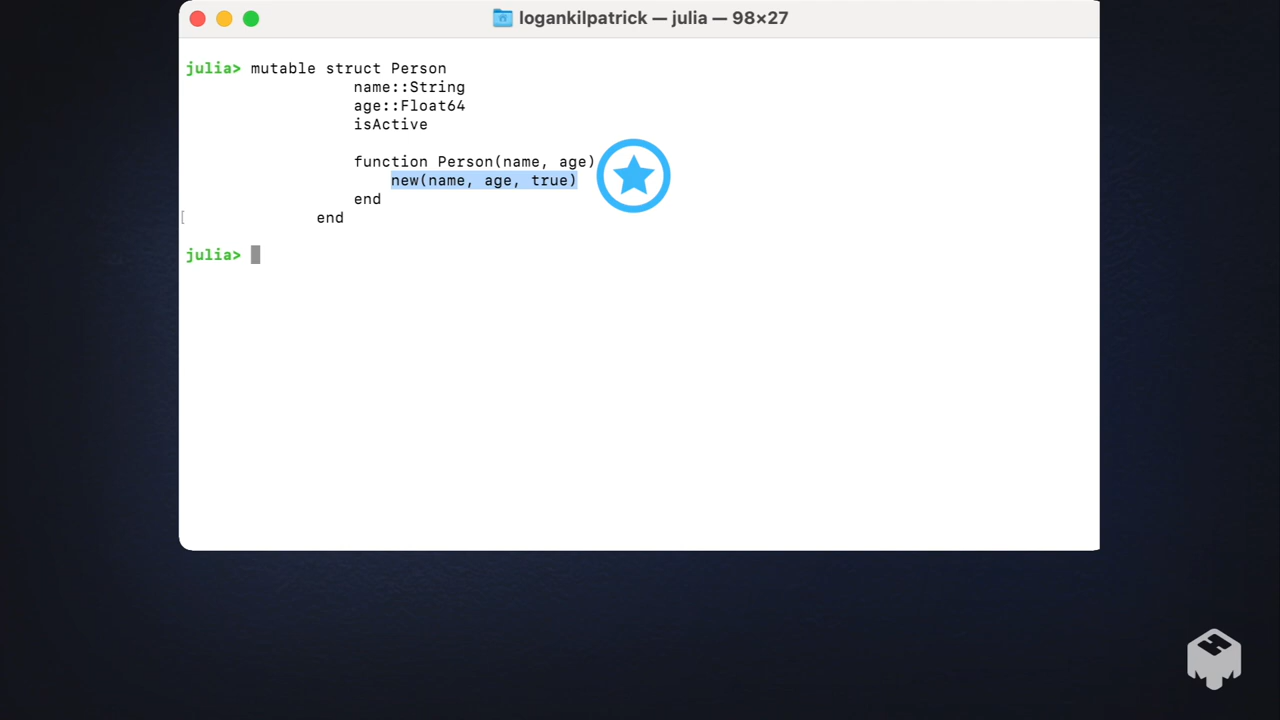 logankilpatrick — julia — 98×27
julia> mutable struct Person
name::String
age::Float64
isActive
function Person(name, age)
new(name, age, true)
end
[ end
julia>